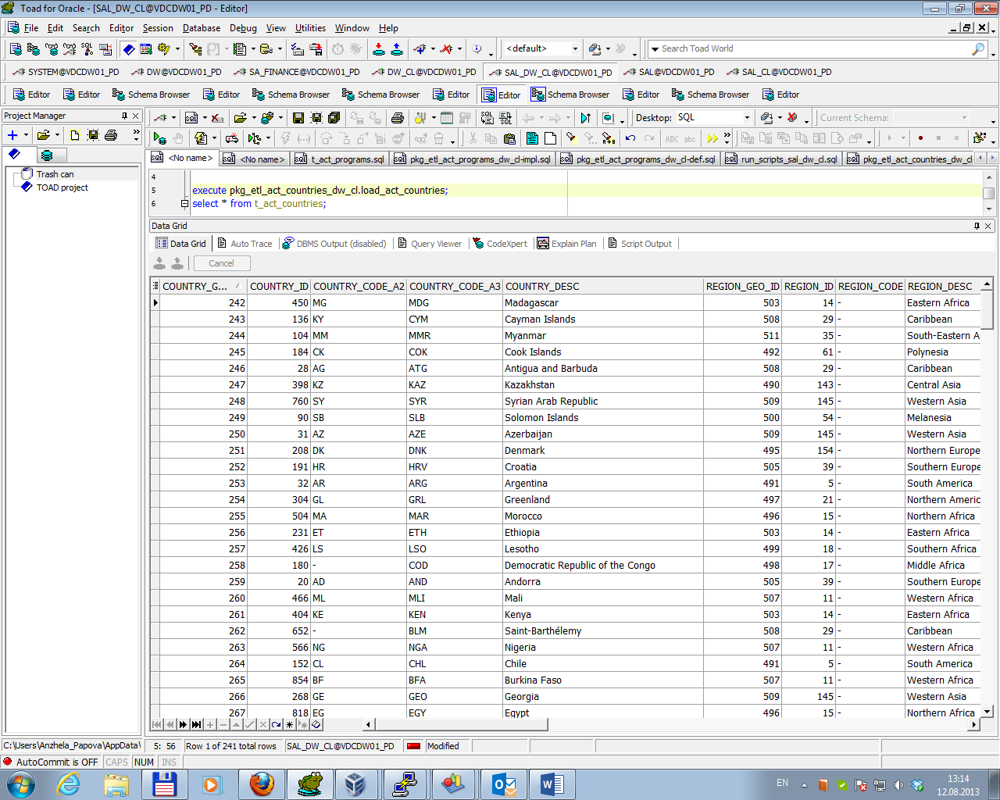 Toad for Oracle - [SAL_DW_CL@VDCDW01_PD - Editor]
File Edit Search Editor Session Database Debug View Utilities Window Help
<default> Search Toad World
SYSTEM@VDCDW01_PD DW@VDCDW01_PD SA_FINANCE@VDCDW01_PD DW_CL@VDCDW01_PD SAL_DW_CL@VDCDW01_PD SAL@VDCDW01_PD SAL_CL@VDCDW01_PD
Editor Editor Schema Browser Editor Schema Browser Schema Browser Editor Editor Schema Browser Editor Schema Browser Editor
Project Manager
Desktop: SQL Current Schema:
<No name> <No name> t_act_programs.sql pkg_etl_act_programs_dw_cl-impl.sql pkg_etl_act_programs_dw_cl-def.sql run_scripts_sal_dw_cl.sql pkg_etl_act_countries_dw_cl
Trash can
TOAD project
4
5 execute pkg_etl_act_countries_dw_cl.load_act_countries;
6 select * from t_act_countries;
Data Grid
Data Grid Auto Trace DBMS Output (disabled) Query Viewer CodeXpert Explain Plan Script Output
Cancel
COUNTRY_G... COUNTRY_ID COUNTRY_CODE_A2 COUNTRY_CODE_A3 COUNTRY_DESC REGION_GEO_ID REGION_ID REGION_CODE REGION_DESC
242 450 MG MDG Madagascar 503 14 - Eastern Africa
243 136 KY CYM Cayman Islands 508 29 - Caribbean
244 104 MM MMR Myanmar 511 35 - South-Eastern A
245 184 CK COK Cook Islands 492 61 - Polynesia
246 28 AG ATG Antigua and Barbuda 508 29 - Caribbean
247 398 KZ KAZ Kazakhstan 490 143 - Central Asia
248 760 SY SYR Syrian Arab Republic 509 145 - Western Asia
249 90 SB SLB Solomon Islands 500 54 - Melanesia
250 31 AZ AZE Azerbaijan 509 145 - Western Asia
251 208 DK DNK Denmark 495 154 - Northern Europe
252 191 HR HRV Croatia 505 39 - Southern Europe
253 32 AR ARG Argentina 491 5 - South America
254 304 GL GRL Greenland 497 21 - Northern Americ
255 504 MA MAR Morocco 496 15 - Northern Africa
256 231 ET ETH Ethiopia 503 14 - Eastern Africa
257 426 LS LSO Lesotho 499 18 - Southern Africa
258 180 - COD Democratic Republic of the Congo 498 17 - Middle Africa
259 20 AD AND Andorra 505 39 - Southern Europe
260 466 ML MLI Mali 507 11 - Western Africa
261 404 KE KEN Kenya 503 14 - Eastern Africa
262 652 - BLM Saint-Barthélemy 508 29 - Caribbean
263 566 NG NGA Nigeria 507 11 - Western Africa
264 152 CL CHL Chile 491 5 - South America
265 854 BF BFA Burkina Faso 507 11 - Western Africa
266 268 GE GEO Georgia 509 145 - Western Asia
267 818 EG EGY Egypt 496 15 - Northern Africa
C:\Users\Anzhela_Papova\AppData\ 5: 56 Row 1 of 241 total rows SAL_DW_CL@VDCDW01_PD Modified
AutoCommit is OFF CAPS NUM INS
EN 13:14
12.08.2013